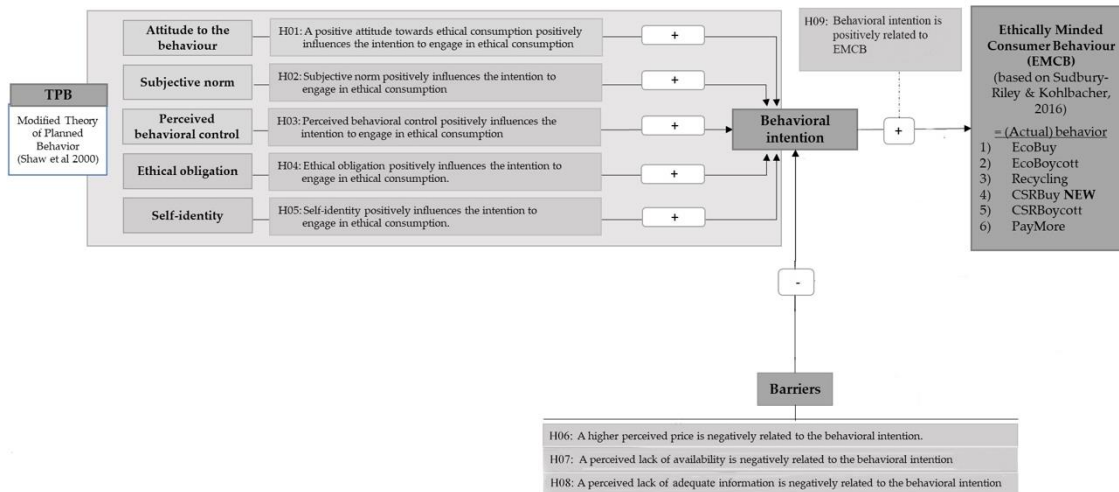 TPB
Modified Theory
of Planned
Behavior
(Shaw et al 2000)
Attitude to the
behaviour
H01: A positive attitude towards ethical consumption positively
influences the intention to engage in ethical consumption
+
Subjective norm
H02: Subjective norm positively influences the intention to
engage in ethical consumption
+
Perceived
behavioral control
H03: Perceived behavioral control positively influences the
intention to engage in ethical consumption
+
Ethical obligation
H04: Ethical obligation positively influences the intention to
engage in ethical consumption.
+
Self-identity
H05: Self-identity positively influences the intention to
engage in ethical consumption.
+
Behavioral
intention
H09: Behavioral intention is
positively related to
EMCB
+
Ethically Minded
Consumer Behaviour
(EMCB)
(based on Sudbury-
Riley & Kohlbacher,
2016)
= (Actual) behavior
1) EcoBuy
2) EcoBoycott
3) Recycling
4) CSRBuy NEW
5) CSRBoycott
6) PayMore
-
Barriers
H06: A higher perceived price is negatively related to the behavioral intention.
H07: A perceived lack of availability is negatively related to the behavioral intention
H08: A perceived lack of adequate information is negatively related to the behavioral intention